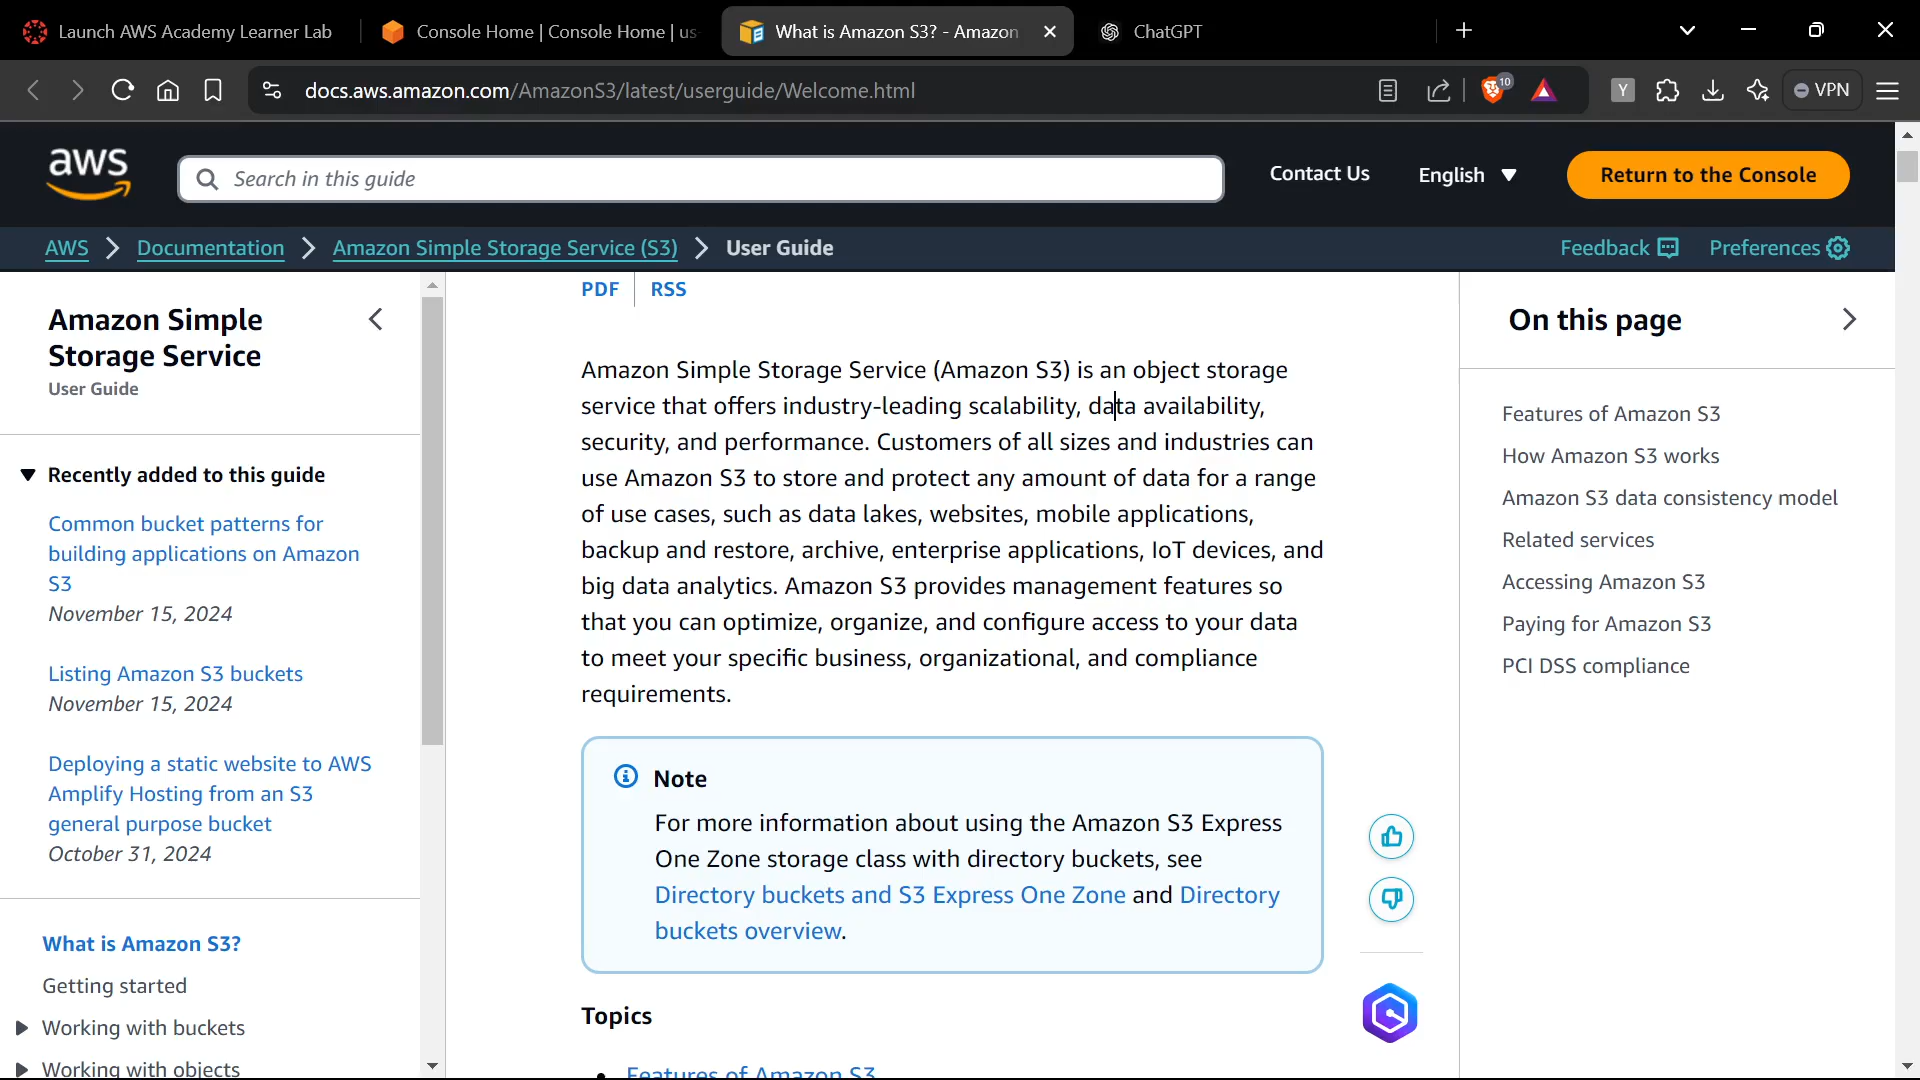 Launch AWS Academy Learner Lab
Console Home | Console Home | us-
What is Amazon S3? - Amazon
ChatGPT
docs.aws.amazon.com/AmazonS3/latest/userguide/Welcome.html
10
Y
VPN
aws
Search in this guide
Contact Us
English
Return to the Console
AWS
Documentation
Amazon Simple Storage Service (S3)
User Guide
Feedback
Preferences
Amazon Simple
Storage Service
User Guide
Recently added to this guide
Common bucket patterns for
building applications on Amazon
S3
November 15, 2024
Listing Amazon S3 buckets
November 15, 2024
Deploying a static website to AWS
Amplify Hosting from an S3
general purpose bucket
October 31, 2024
What is Amazon S3?
Getting started
Working with buckets
Working with objects
PDF
RSS
Amazon Simple Storage Service (Amazon S3) is an object storage
service that offers industry-leading scalability, data availability,
security, and performance. Customers of all sizes and industries can
use Amazon S3 to store and protect any amount of data for a range
of use cases, such as data lakes, websites, mobile applications,
backup and restore, archive, enterprise applications, IoT devices, and
big data analytics. Amazon S3 provides management features so
that you can optimize, organize, and configure access to your data
to meet your specific business, organizational, and compliance
requirements.
Note
For more information about using the Amazon S3 Express
One Zone storage class with directory buckets, see
Directory buckets and S3 Express One Zone and Directory
buckets overview.
Topics
Features of Amazon S3
On this page
Features of Amazon S3
How Amazon S3 works
Amazon S3 data consistency model
Related services
Accessing Amazon S3
Paying for Amazon S3
PCI DSS compliance